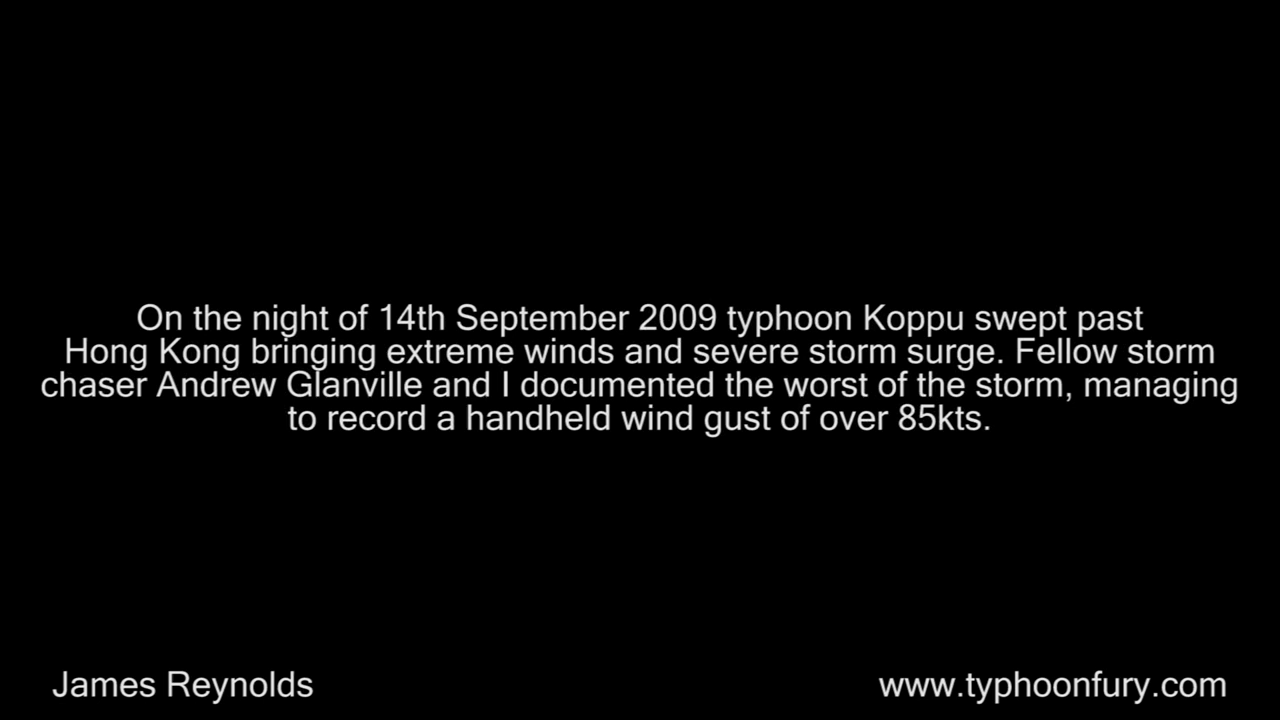 On the night of 14th September 2009 typhoon Koppu swept past
Hong Kong bringing extreme winds and severe storm surge. Fellow storm
chaser Andrew Glanville and I documented the worst of the storm, managing
to record a handheld wind gust of over 85kts.
James Reynolds
www.typhoonfury.com